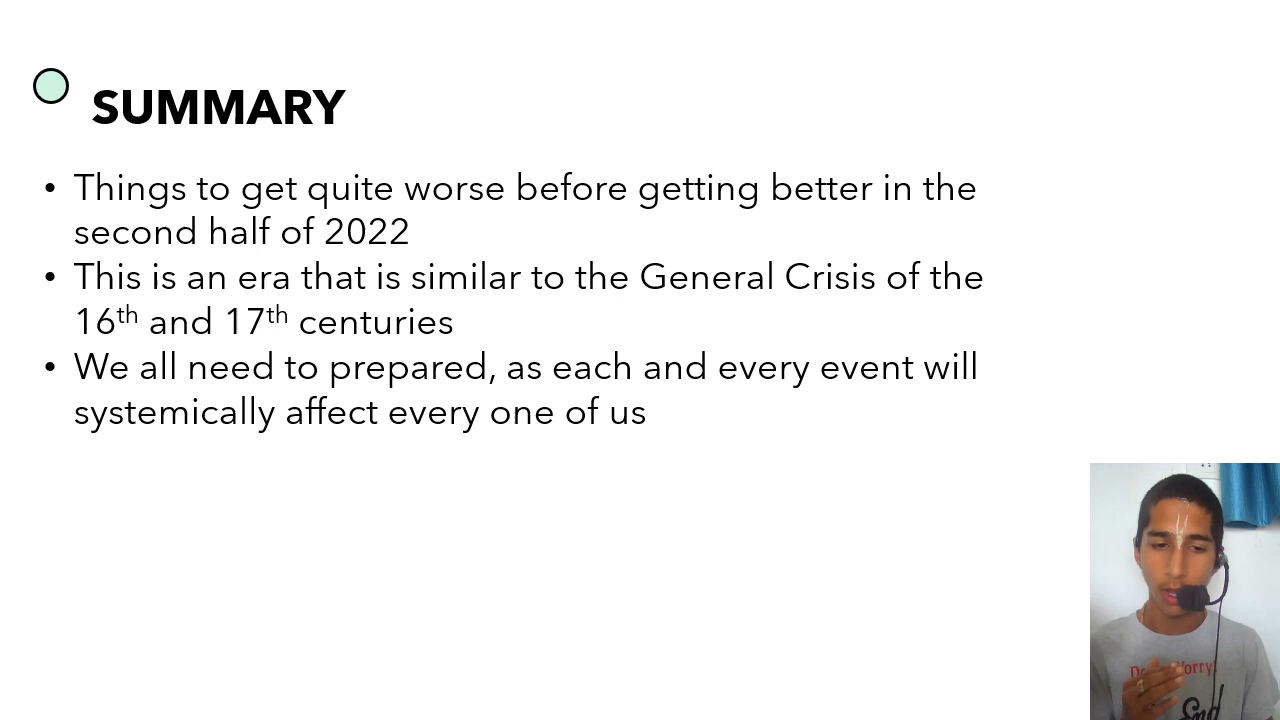 SUMMARY
• Things to get quite worse before getting better in the
second half of 2022
• This is an era that is similar to the General Crisis of the
16th and 17th centuries
• We all need to prepared, as each and every event will
systemically affect every one of us